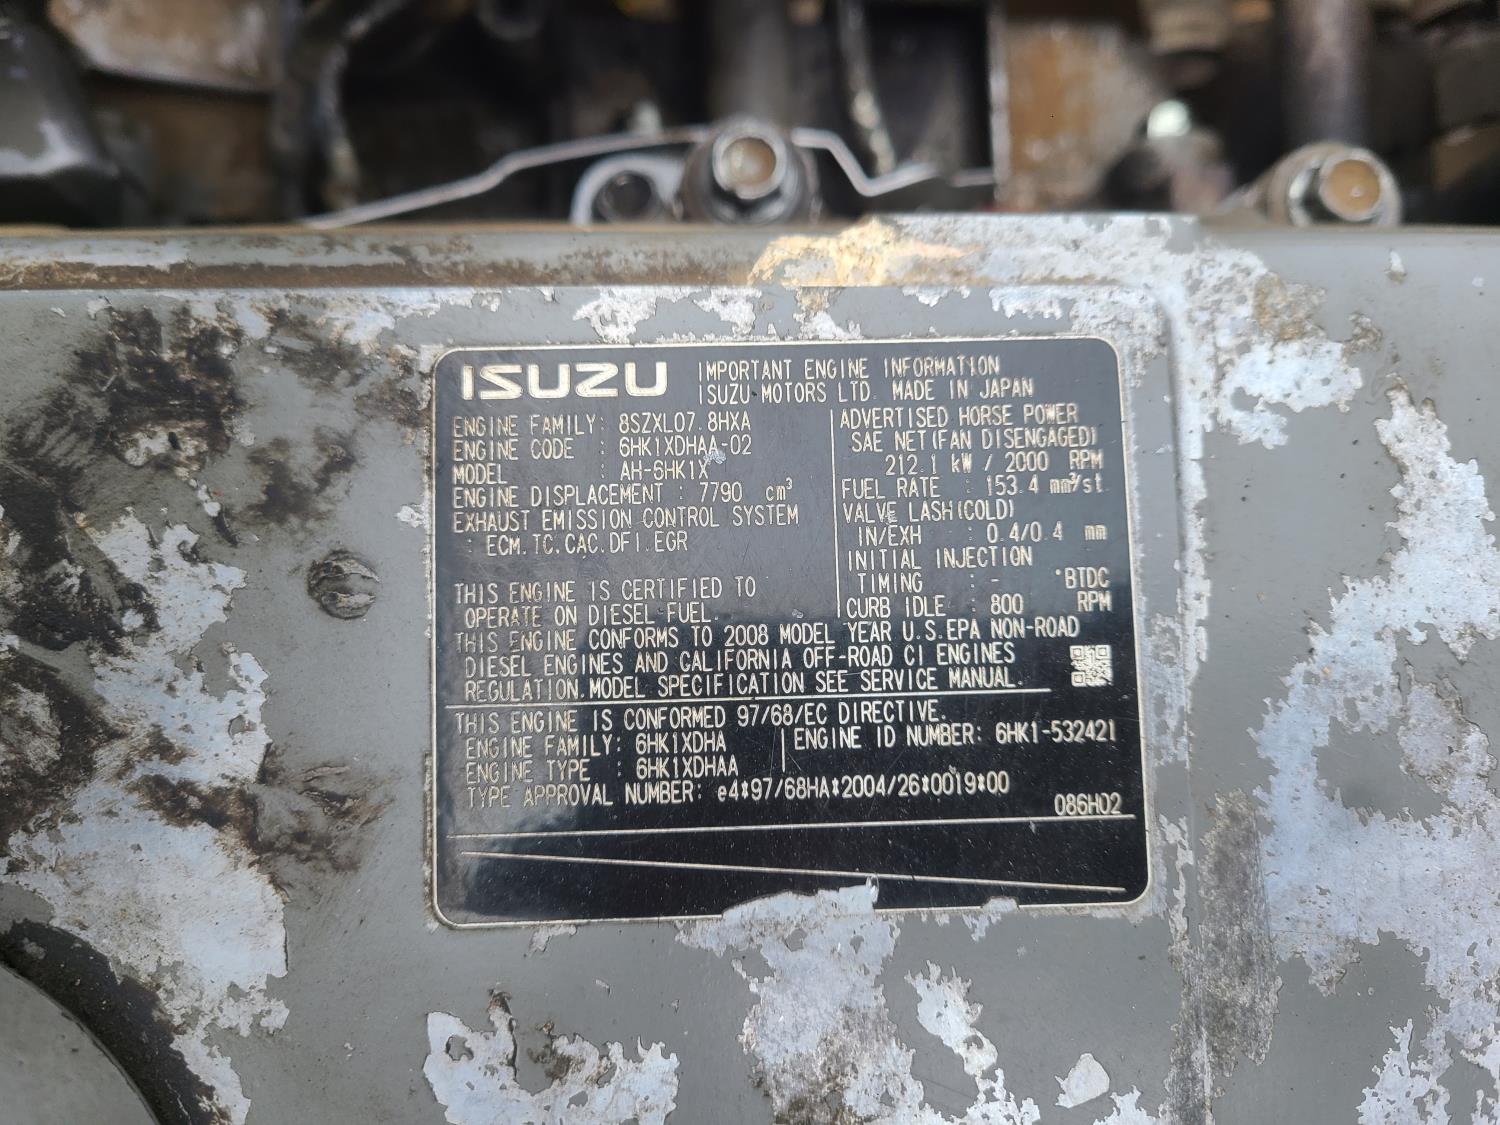 ISUZU
IMPORTANT ENGINE INFORMATION
ISUZU MOTORS LTD. MADE IN JAPAN
ENGINE FAMILY: 8SZXL07.8HXA
ENGINE CODE : 6HK1XDHAA-02
MODEL : AH-6HK1X
ENGINE DISPLACEMENT : 7790 cm³
EXHAUST EMISSION CONTROL SYSTEM
: ECM.TC.CAC.DFI.EGR
THIS ENGINE IS CERTIFIED TO
OPERATE ON DIESEL FUEL.
ADVERTISED HORSE POWER
SAE NET(FAN DISENGAGED)
212.1 kW / 2000 RPM
FUEL RATE : 153.4 mm³/st
VALVE LASH(COLD)
IN/EXH : 0.4/0.4 mm
INITIAL INJECTION
TIMING : - °BTDC
CURB IDLE : 800 RPM
THIS ENGINE CONFORMS TO 2008 MODEL YEAR U.S.EPA NON-ROAD
DIESEL ENGINES AND CALIFORNIA OFF-ROAD CI ENGINES
REGULATION.MODEL SPECIFICATION SEE SERVICE MANUAL.
THIS ENGINE IS CONFORMED 97/68/EC DIRECTIVE.
ENGINE FAMILY: 6HK1XDHA
ENGINE ID NUMBER: 6HK1-532421
ENGINE TYPE : 6HK1XDHAA
TYPE APPROVAL NUMBER: e4*97/68HA*2004/26*0019*00
086H02